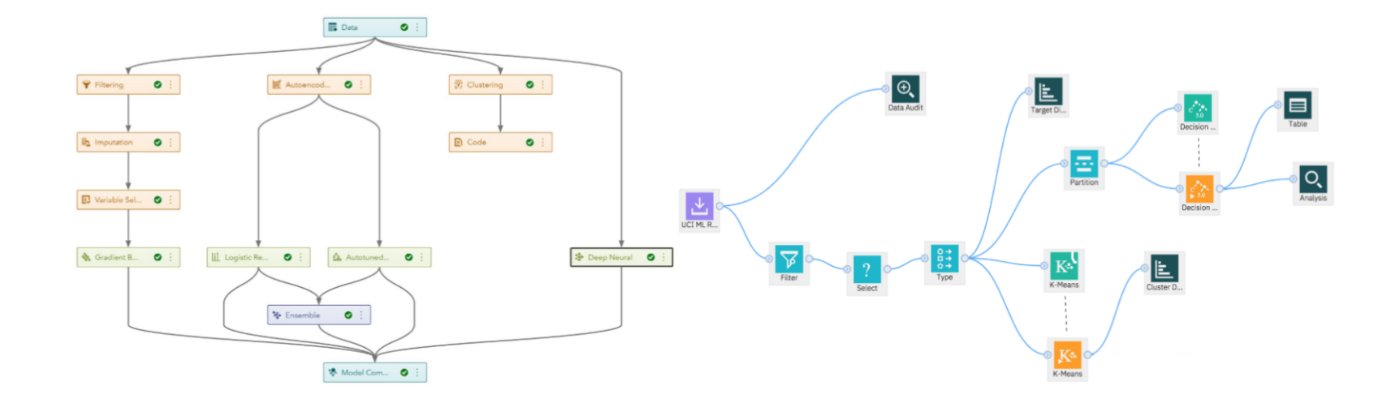 Data
Filtering
Autoencod...
Clustering
Imputation
Code
Variable Sel...
Gradient B...
Logistic Re...
Autotuned...
Deep Neural
Ensemble
Model Com...
Data Audit
Target Di...
Decision ...
Table
Partition
Decision ...
Analysis
UCI ML R...
Filter
?
Select
Type
K-Means
Cluster D...
K-Means